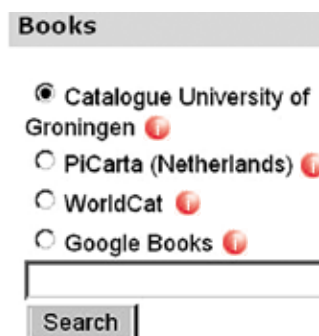 Books
Catalogue University of
Groningen i
PiCarta (Netherlands) i
WorldCat i
Google Books i
Search